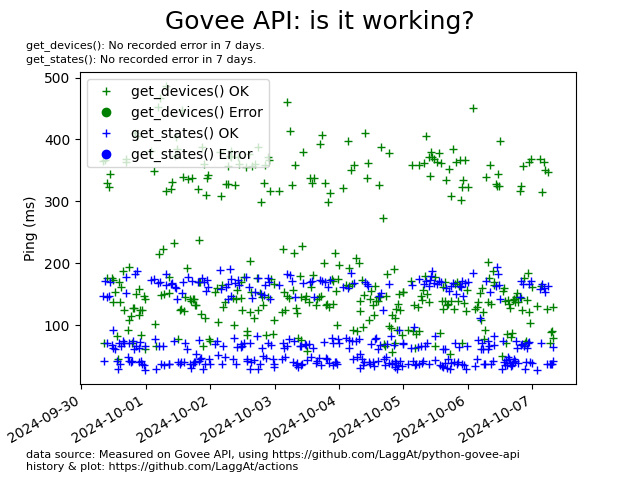 Govee API: is it working?
get_devices(): No recorded error in 7 days.
get_states(): No recorded error in 7 days.
get_devices() OK
get_devices() Error
get_states() OK
get_states() Error
500
400
300
200
100
Ping (ms)
2024-09-30
2024-10-01
2024-10-02
2024-10-03
2024-10-04
2024-10-05
2024-10-06
2024-10-07
data source: Measured on Govee API, using https://github.com/LaggAt/python-govee-api
history & plot: https://github.com/LaggAt/actions